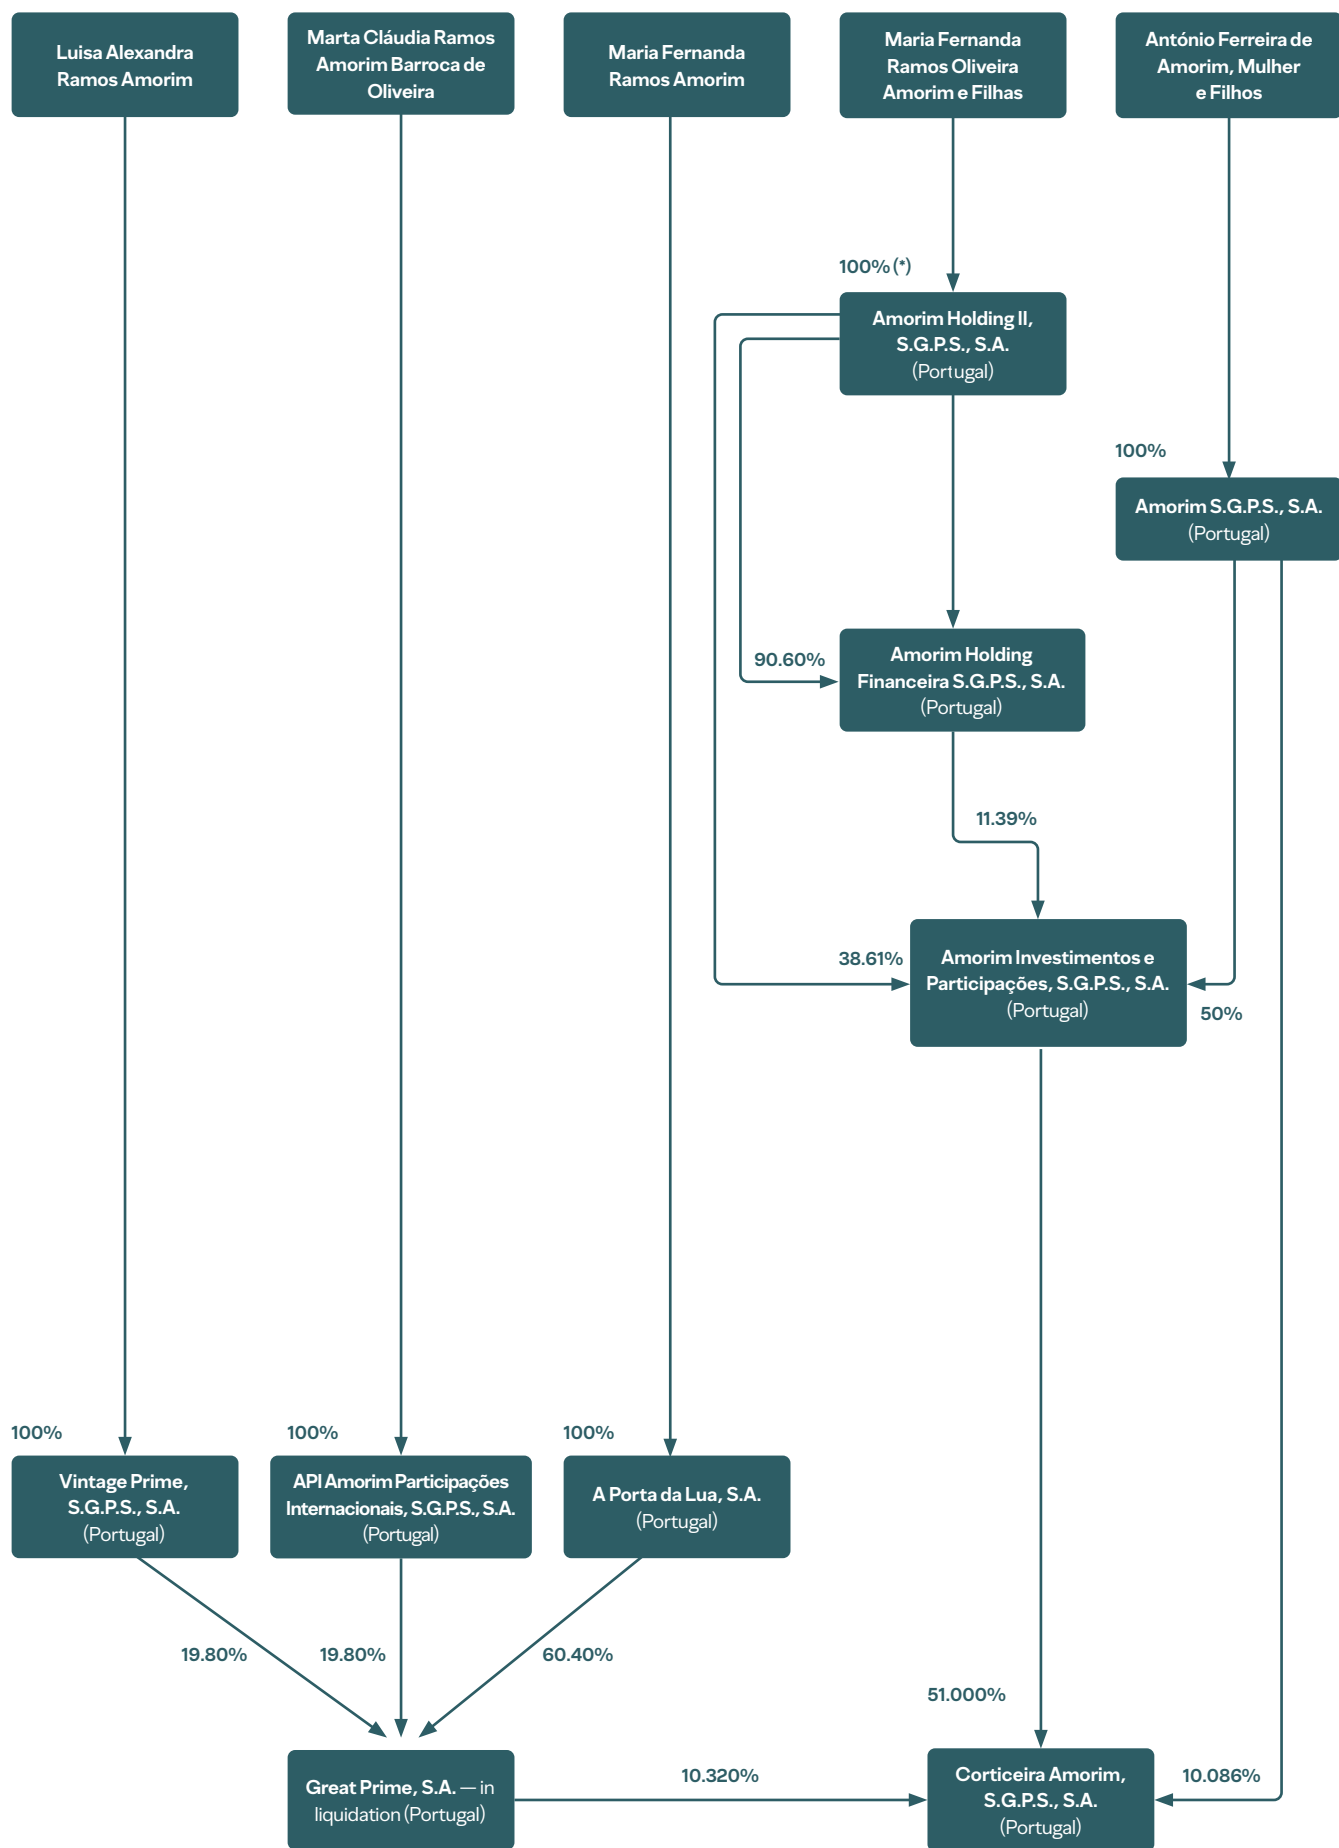 Luisa Alexandra
Ramos Amorim
Marta Cláudia Ramos
Amorim Barroca de
Oliveira
Maria Fernanda
Ramos Amorim
Maria Fernanda
Ramos Oliveira
Amorim e Filhas
António Ferreira de
Amorim, Mulher
e Filhos
100% (*)
Amorim Holding II,
S.G.P.S., S.A.
(Portugal)
100%
Amorim S.G.P.S., S.A.
(Portugal)
90.60%
Amorim Holding
Financeira S.G.P.S., S.A.
(Portugal)
11.39%
38.61%
Amorim Investimentos e
Participações, S.G.P.S., S.A.
(Portugal)
50%
100%
Vintage Prime,
S.G.P.S., S.A.
(Portugal)
100%
API Amorim Participações
Internacionais, S.G.P.S., S.A.
(Portugal)
100%
A Porta da Lua, S.A.
(Portugal)
19.80%
19.80%
60.40%
51.000%
Great Prime, S.A. — in
liquidation (Portugal)
10.320%
Corticeira Amorim,
S.G.P.S., S.A.
(Portugal)
10.086%